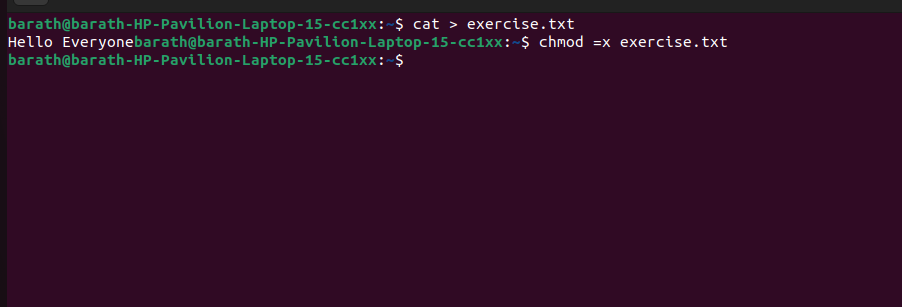 barath@barath-HP-Pavilion-Laptop-15-cc1xx:~$ cat > exercise.txt
Hello Everyonebarath@barath-HP-Pavilion-Laptop-15-cc1xx:~$ chmod =x exercise.txt
barath@barath-HP-Pavilion-Laptop-15-cc1xx:~$